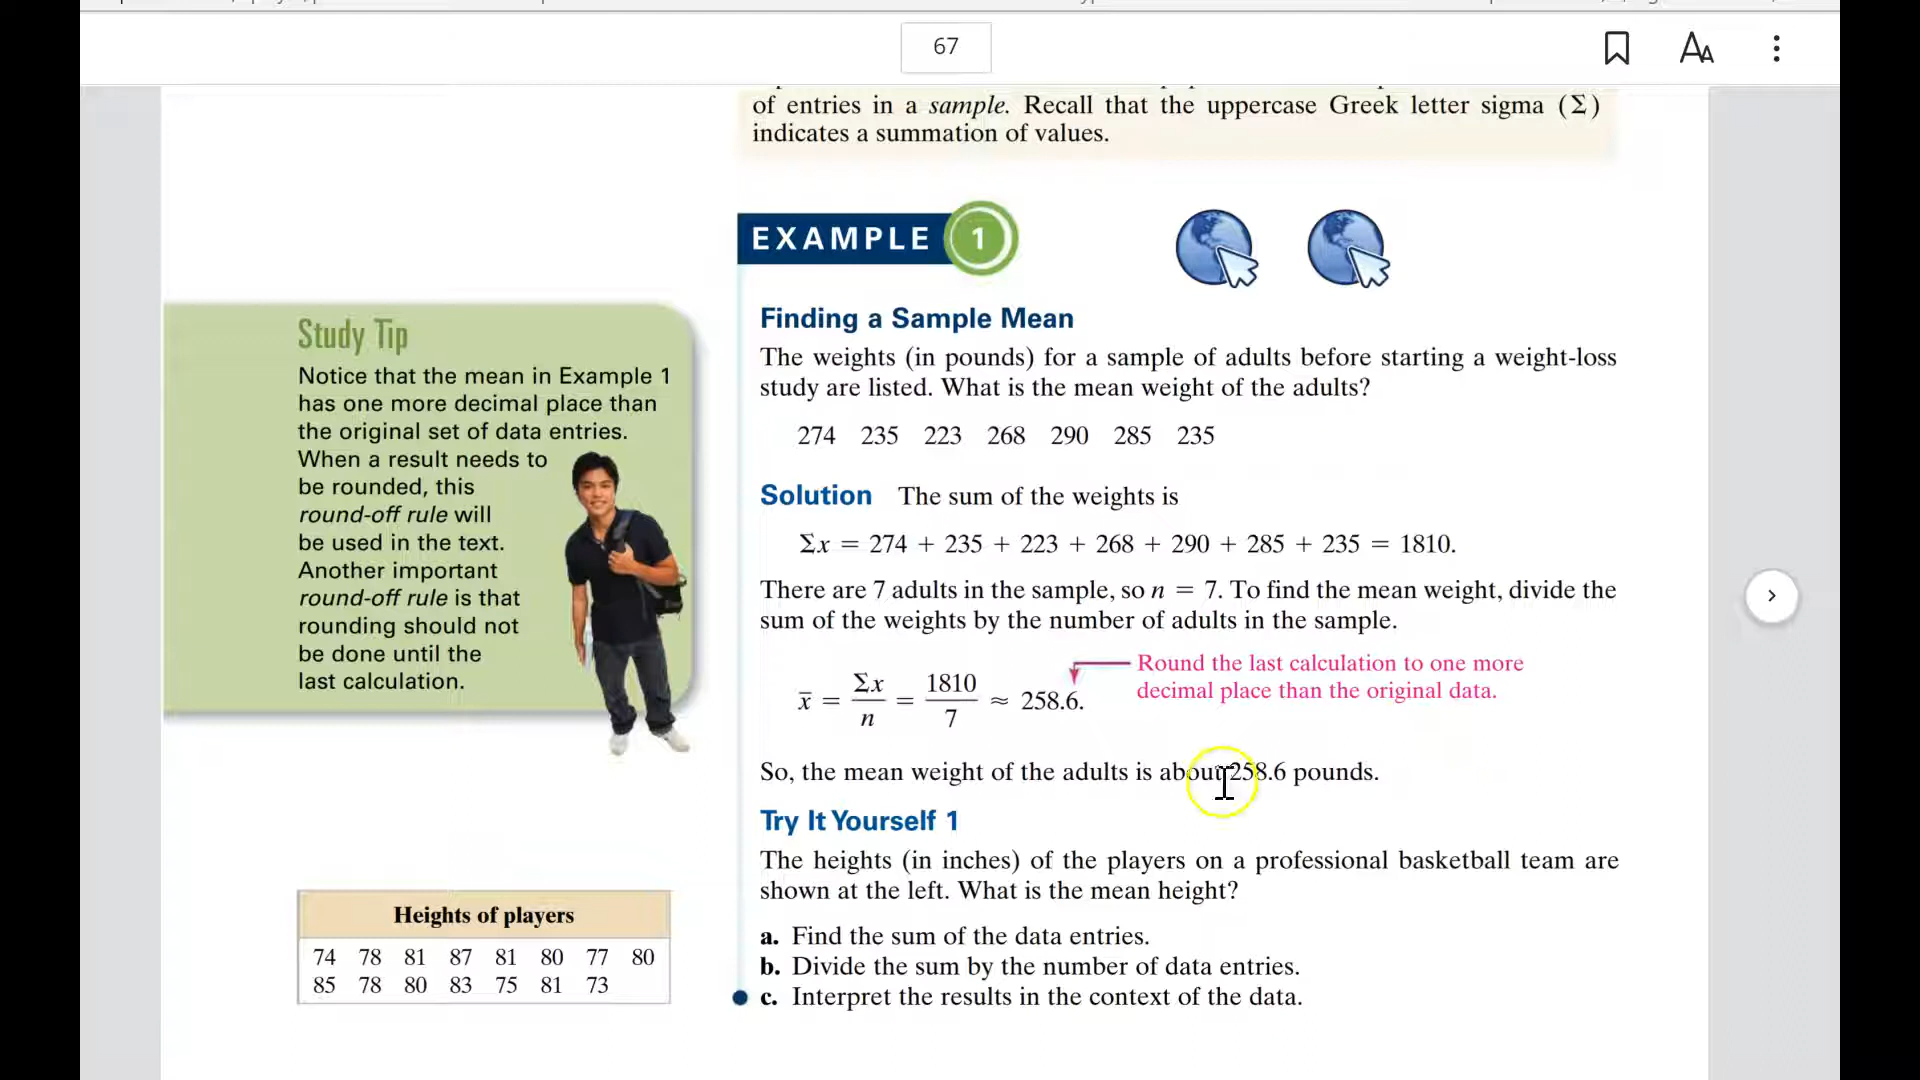 67
of entries in a sample. Recall that the uppercase Greek letter sigma (Σ)
indicates a summation of values.
EXAMPLE 1
Finding a Sample Mean
The weights (in pounds) for a sample of adults before starting a weight-loss
study are listed. What is the mean weight of the adults?
274 235 223 268 290 285 235
Solution The sum of the weights is
Σx = 274 + 235 + 223 + 268 + 290 + 285 + 235 = 1810.
There are 7 adults in the sample, so n = 7. To find the mean weight, divide the
sum of the weights by the number of adults in the sample.
x̄ = Σx/n = 1810/7 ≈ 258.6.
Round the last calculation to one more
decimal place than the original data.
So, the mean weight of the adults is about 258.6 pounds.
Try It Yourself 1
The heights (in inches) of the players on a professional basketball team are
shown at the left. What is the mean height?
a. Find the sum of the data entries.
b. Divide the sum by the number of data entries.
c. Interpret the results in the context of the data.
Study Tip
Notice that the mean in Example 1
has one more decimal place than
the original set of data entries.
When a result needs to
be rounded, this
round-off rule will
be used in the text.
Another important
round-off rule is that
rounding should not
be done until the
last calculation.
Heights of players
74 78 81 87 81 80 77 80
85 78 80 83 75 81 73